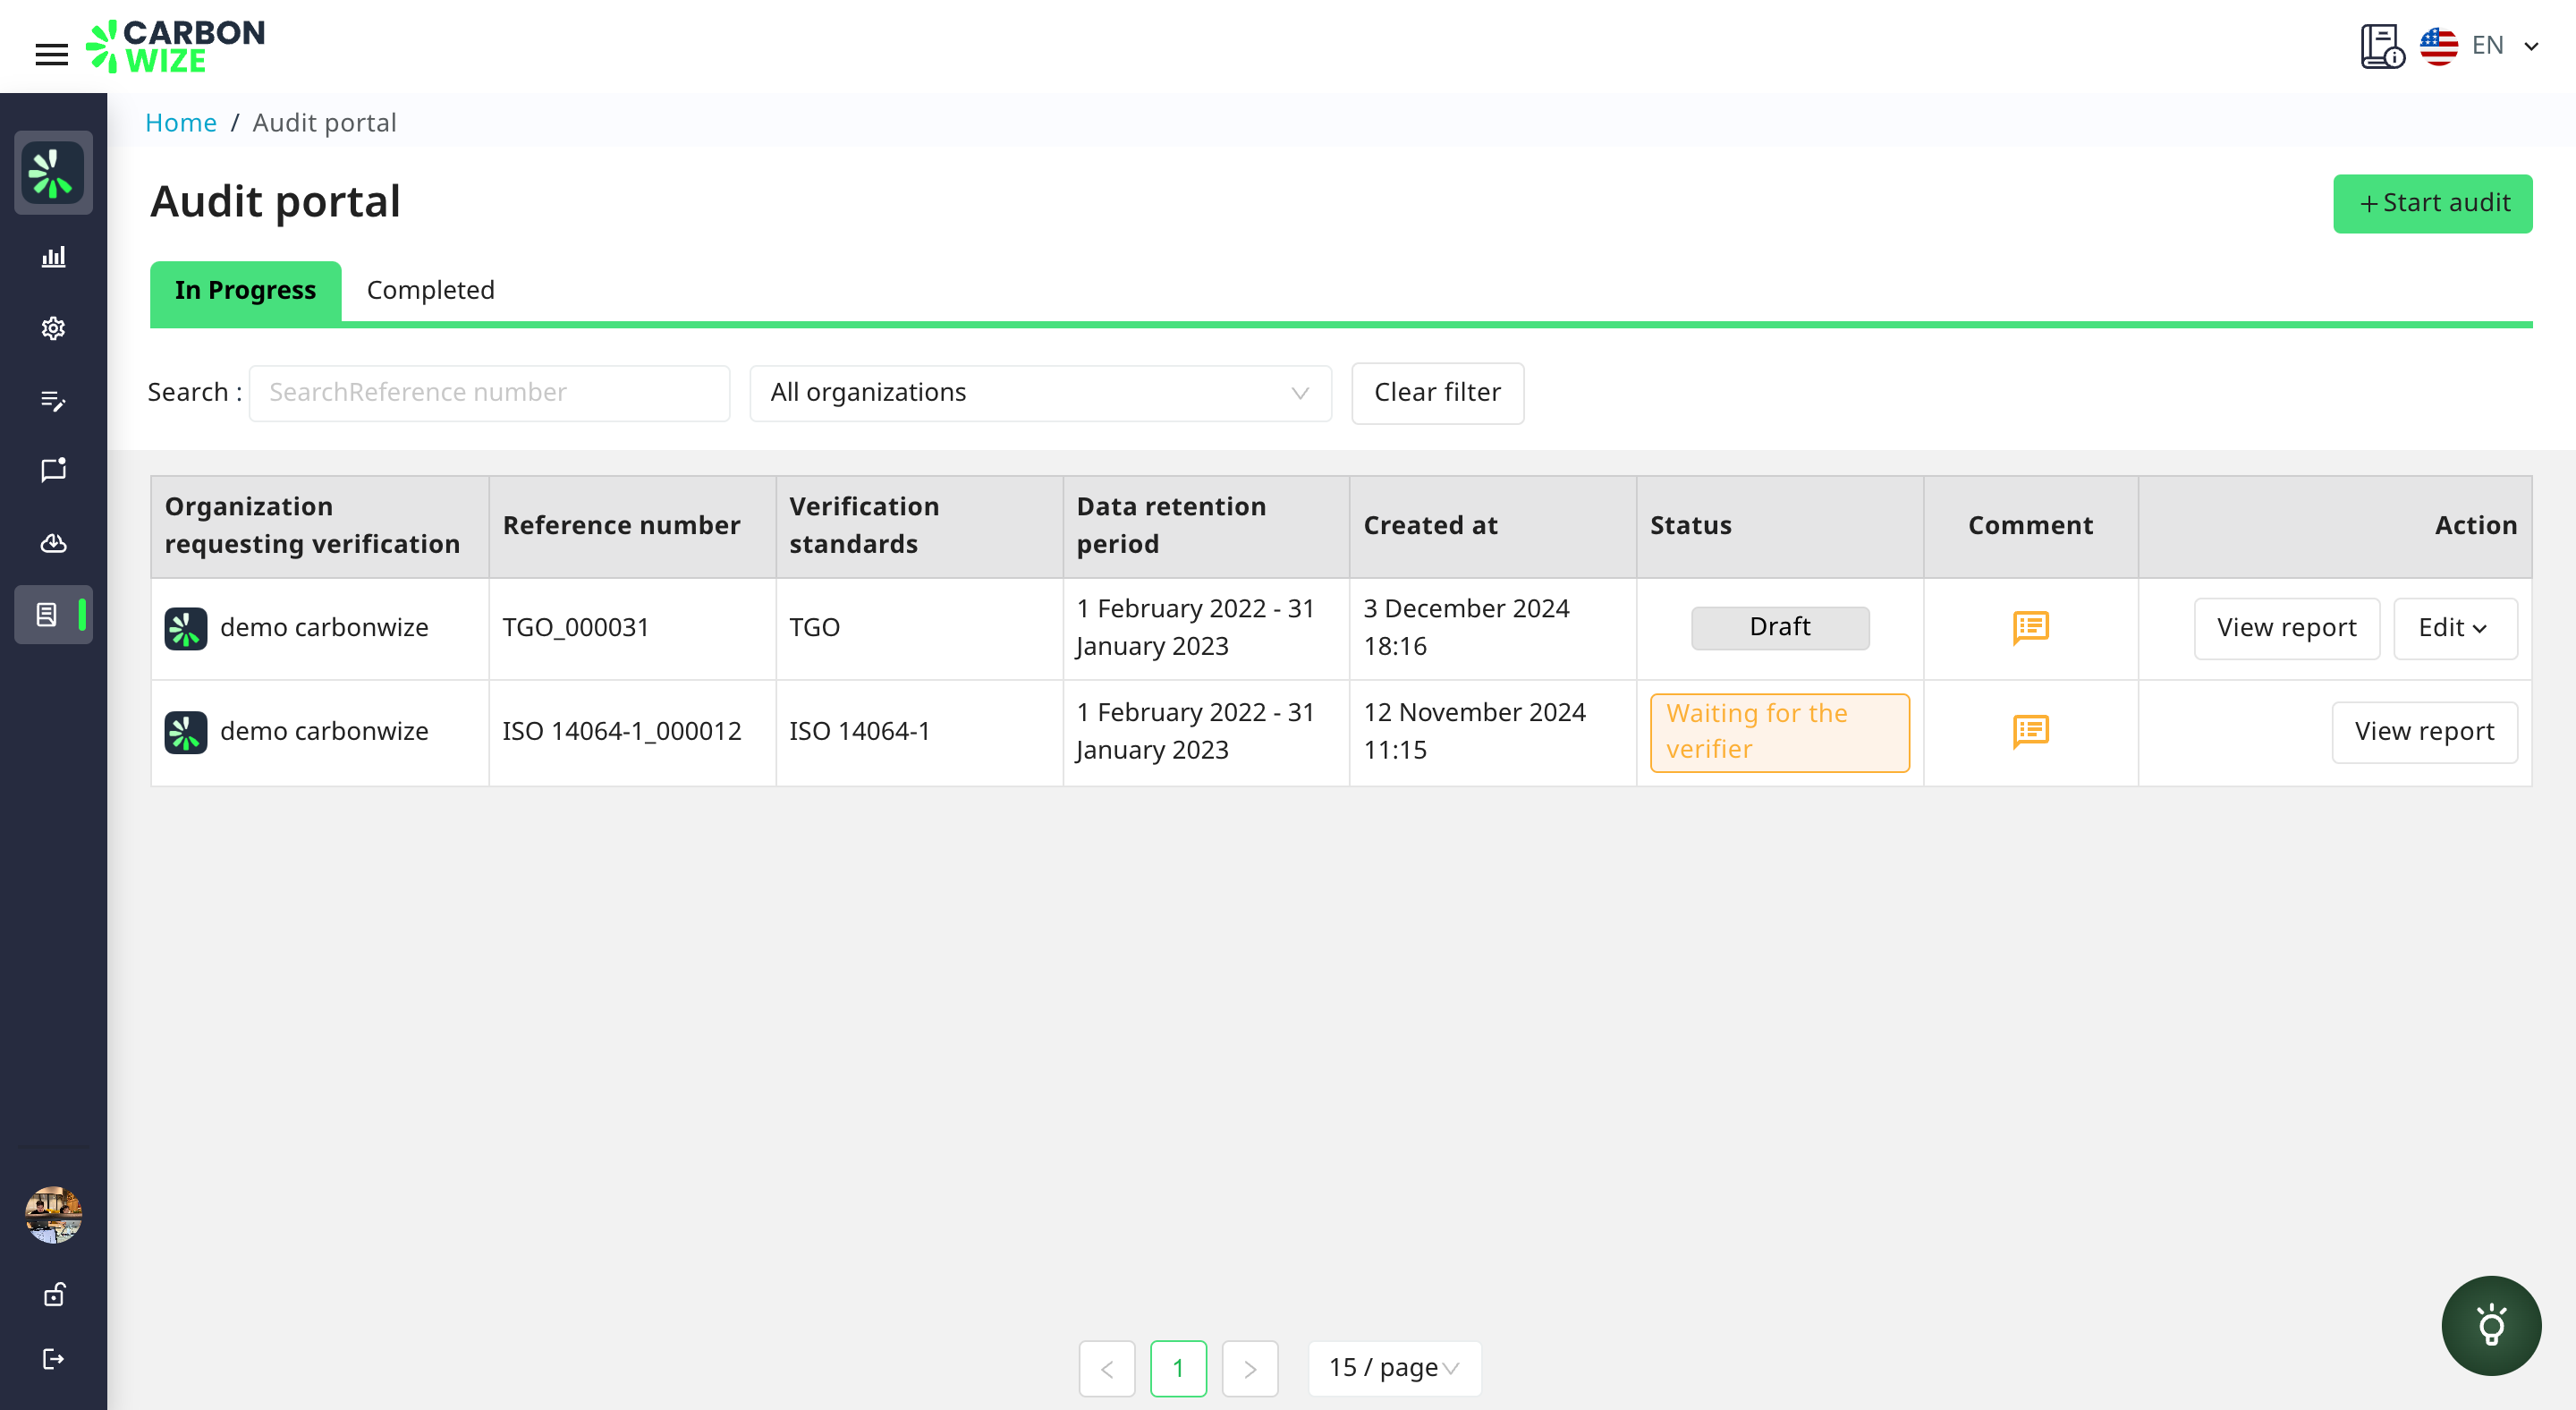 CARBON
WIZE
EN
Home / Audit portal
Audit portal
+ Start audit
In Progress
Completed
Search :
SearchReference number
All organizations
Clear filter
Organization
requesting verification
Reference number
Verification
standards
Data retention
period
Created at
Status
Comment
Action
demo carbonwize
TGO_000031
TGO
1 February 2022 - 31
January 2023
3 December 2024
18:16
Draft
View report
Edit
demo carbonwize
ISO 14064-1_000012
ISO 14064-1
1 February 2022 - 31
January 2023
12 November 2024
11:15
Waiting for the
verifier
View report
1
15 / page